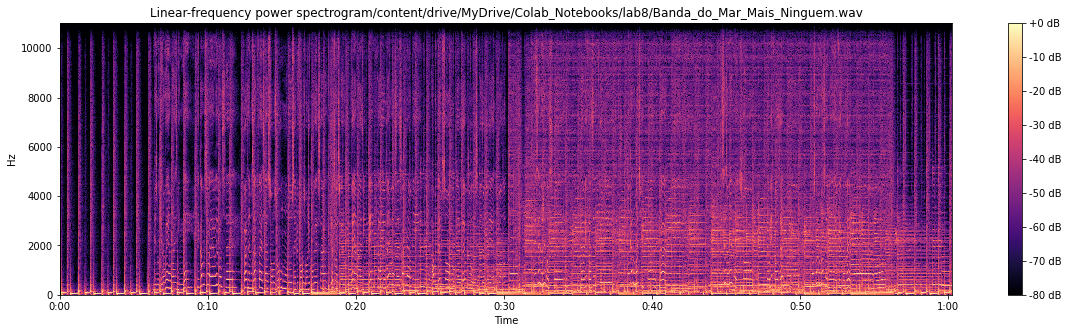 Linear-frequency power spectrogram/content/drive/MyDrive/Colab_Notebooks/lab8/Banda_do_Mar_Mais_Ninguem.wav
Hz
10000
8000
6000
4000
2000
0
0:00
0:10
0:20
0:30
0:40
0:50
1:00
Time
+0 dB
-10 dB
-20 dB
-30 dB
-40 dB
-50 dB
-60 dB
-70 dB
-80 dB